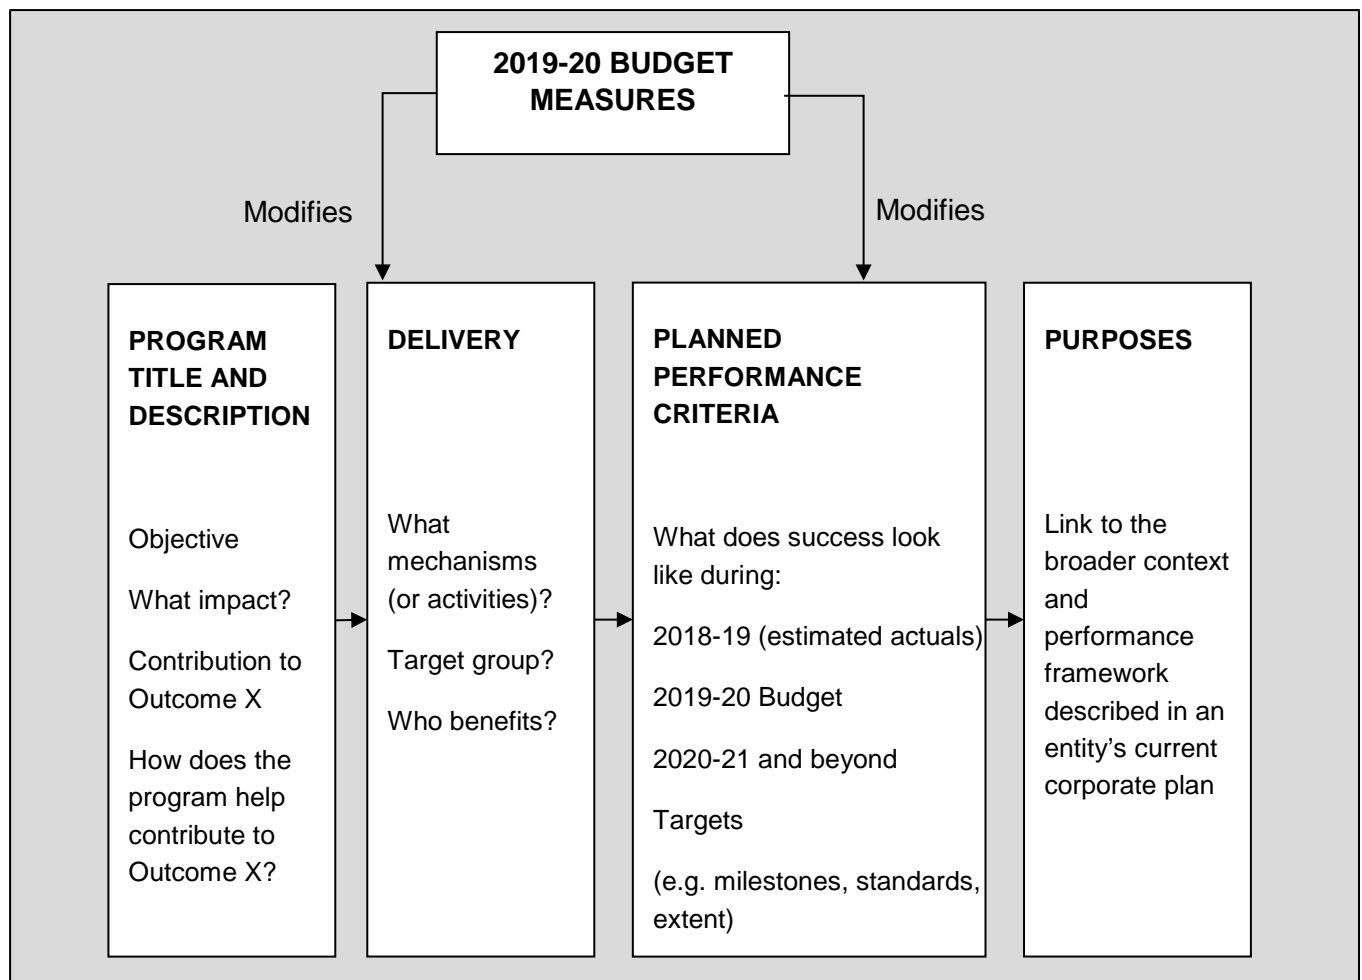 2019-20 BUDGET
MEASURES
Modifies
Modifies
PROGRAM
TITLE AND
DESCRIPTION
Objective
What impact?
Contribution to
Outcome X
How does the
program help
contribute to
Outcome X?
DELIVERY
What
mechanisms
(or activities)?
Target group?
Who benefits?
PLANNED
PERFORMANCE
CRITERIA
What does success look
like during:
2018-19 (estimated actuals)
2019-20 Budget
2020-21 and beyond
Targets
(e.g. milestones, standards,
extent)
PURPOSES
Link to the
broader context
and
performance
framework
described in an
entity’s current
corporate plan